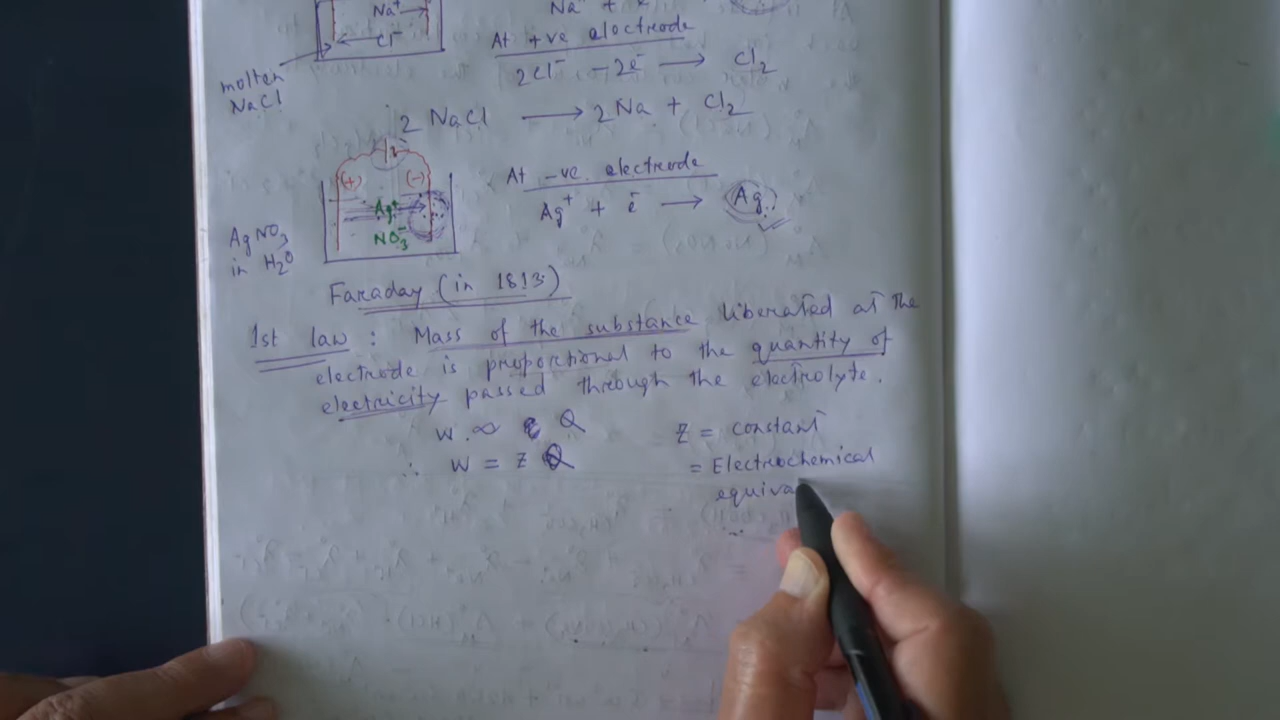 Na⁺
Na⁺ + e⁻
Cl⁻
At +ve electrode
2Cl⁻ - 2e⁻ ⟶ Cl₂
molten
NaCl
2 NaCl ⟶ 2Na + Cl₂
(+) (-)
At -ve electrode
Ag⁺
Ag⁺ + e⁻ ⟶ Ag
NO₃⁻
AgNO₃
in H₂O
Faraday (in 1813)
1st law : Mass of the substance liberated at the
electrode is proportional to the quantity of
electricity passed through the electrolyte.
W ∝ Q
Z = constant
∴ W = Z Q
= Electrochemical
equiva